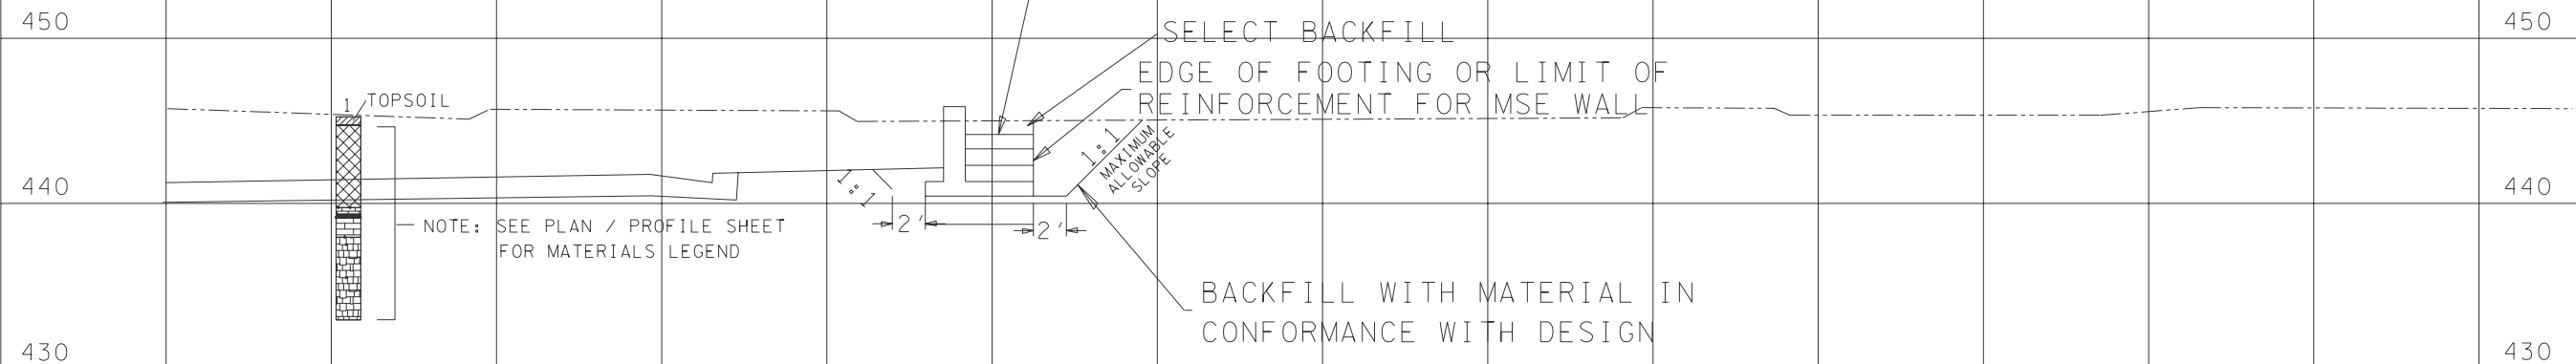 450
450
SELECT BACKFILL
EDGE OF FOOTING OR LIMIT OF
REINFORCEMENT FOR MSE WALL
1
TOPSOIL
1:1
MAXIMUM
ALLOWABLE
SLOPE
440
440
1:1
2'
2'
NOTE: SEE PLAN / PROFILE SHEET
FOR MATERIALS LEGEND
BACKFILL WITH MATERIAL IN
CONFORMANCE WITH DESIGN
430
430